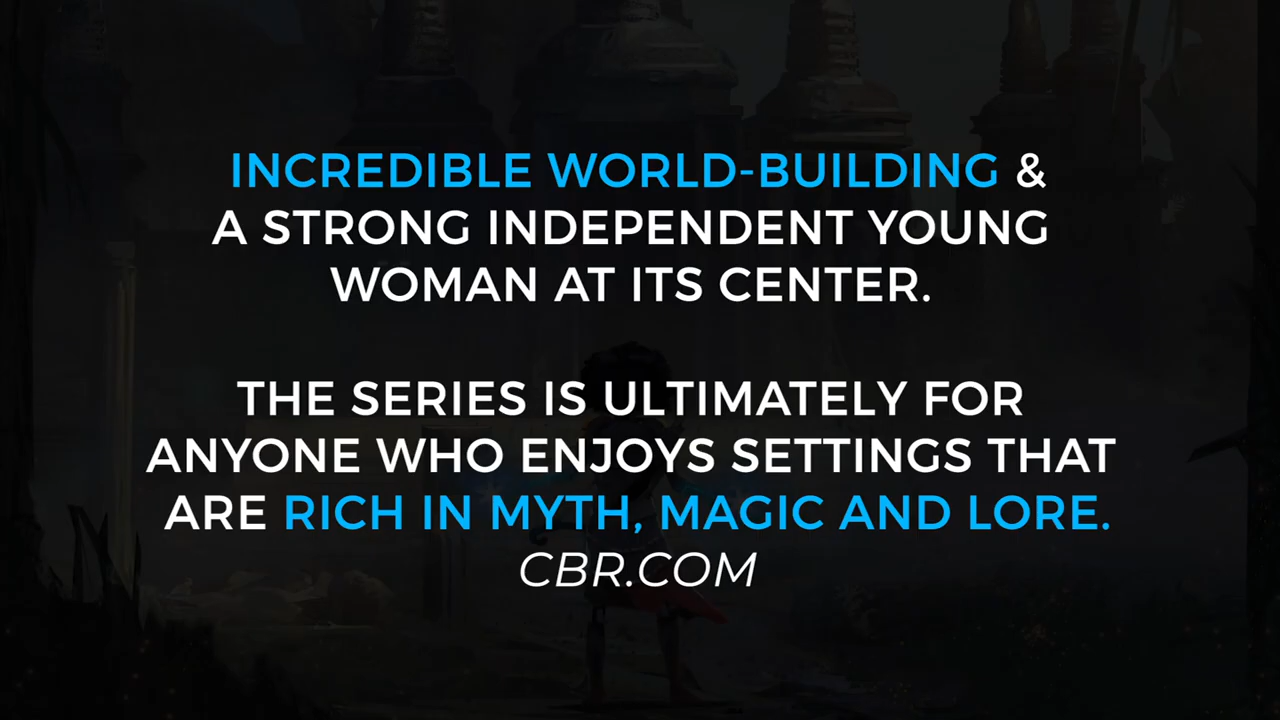 INCREDIBLE WORLD-BUILDING &
A STRONG INDEPENDENT YOUNG
WOMAN AT ITS CENTER.
THE SERIES IS ULTIMATELY FOR
ANYONE WHO ENJOYS SETTINGS THAT
ARE RICH IN MYTH, MAGIC AND LORE.
CBR.COM